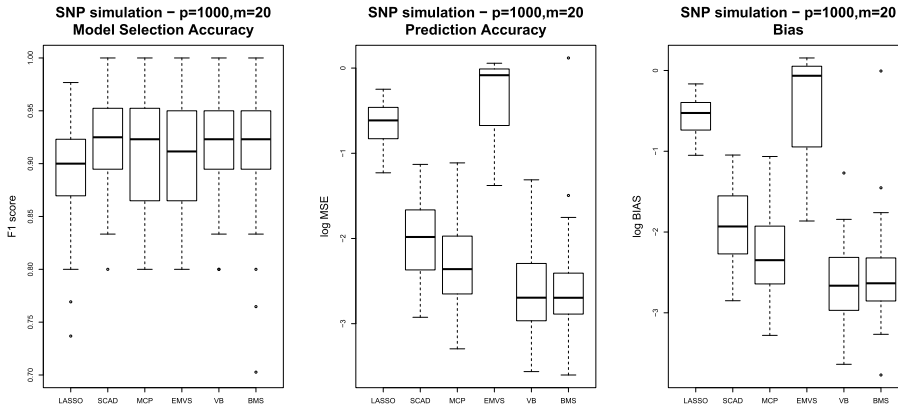 SNP simulation − p=1000,m=20
Model Selection Accuracy
F1 score
1.00
0.95
0.90
0.85
0.80
0.75
0.70
LASSO SCAD MCP EMVS VB BMS
SNP simulation − p=1000,m=20
Prediction Accuracy
log MSE
0
−1
−2
−3
LASSO SCAD MCP EMVS VB BMS
SNP simulation − p=1000,m=20
Bias
log BIAS
0
−1
−2
−3
LASSO SCAD MCP EMVS VB BMS